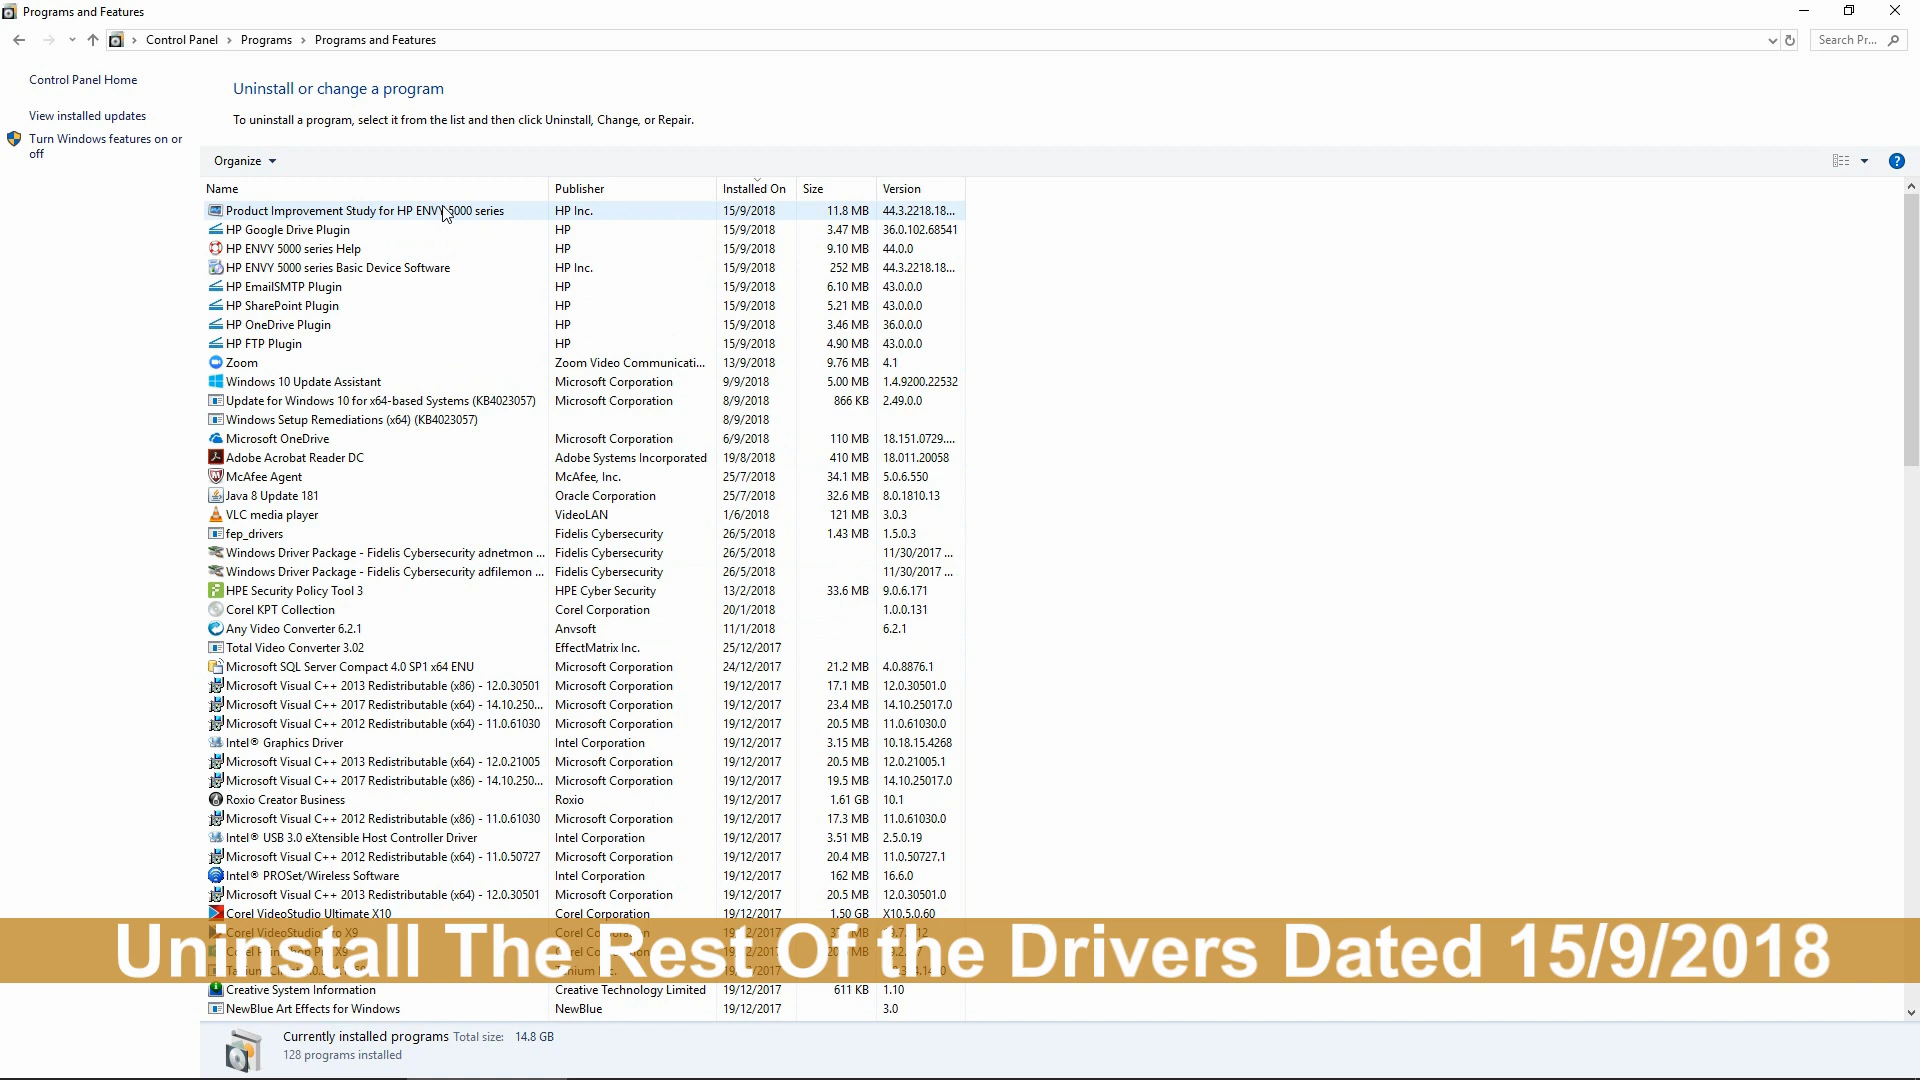 Programs and Features
Control Panel > Programs > Programs and Features
Search Pr...
Control Panel Home
View installed updates
Turn Windows features on or
off
Uninstall or change a program
To uninstall a program, select it from the list and then click Uninstall, Change, or Repair.
Organize
Name Publisher Installed On Size Version
Product Improvement Study for HP ENVY 5000 series HP Inc. 15/9/2018 11.8 MB 44.3.2218.18...
HP Google Drive Plugin HP 15/9/2018 3.47 MB 36.0.102.68541
HP ENVY 5000 series Help HP 15/9/2018 9.10 MB 44.0.0
HP ENVY 5000 series Basic Device Software HP Inc. 15/9/2018 252 MB 44.3.2218.18...
HP EmailSMTP Plugin HP 15/9/2018 6.10 MB 43.0.0.0
HP SharePoint Plugin HP 15/9/2018 5.21 MB 43.0.0.0
HP OneDrive Plugin HP 15/9/2018 3.46 MB 36.0.0.0
HP FTP Plugin HP 15/9/2018 4.90 MB 43.0.0.0
Zoom Zoom Video Communicati... 13/9/2018 9.76 MB 4.1
Windows 10 Update Assistant Microsoft Corporation 9/9/2018 5.00 MB 1.4.9200.22532
Update for Windows 10 for x64-based Systems (KB4023057) Microsoft Corporation 8/9/2018 866 KB 2.49.0.0
Windows Setup Remediations (x64) (KB4023057) 8/9/2018
Microsoft OneDrive Microsoft Corporation 6/9/2018 110 MB 18.151.0729....
Adobe Acrobat Reader DC Adobe Systems Incorporated 19/8/2018 410 MB 18.011.20058
McAfee Agent McAfee, Inc. 25/7/2018 34.1 MB 5.0.6.550
Java 8 Update 181 Oracle Corporation 25/7/2018 32.6 MB 8.0.1810.13
VLC media player VideoLAN 1/6/2018 121 MB 3.0.3
fep_drivers Fidelis Cybersecurity 26/5/2018 1.43 MB 1.5.0.3
Windows Driver Package - Fidelis Cybersecurity adnetmon ... Fidelis Cybersecurity 26/5/2018 11/30/2017 ...
Windows Driver Package - Fidelis Cybersecurity adfilemon ... Fidelis Cybersecurity 26/5/2018 11/30/2017 ...
HPE Security Policy Tool 3 HPE Cyber Security 13/2/2018 33.6 MB 9.0.6.171
Corel KPT Collection Corel Corporation 20/1/2018 1.0.0.131
Any Video Converter 6.2.1 Anvsoft 11/1/2018 6.2.1
Total Video Converter 3.02 EffectMatrix Inc. 25/12/2017
Microsoft SQL Server Compact 4.0 SP1 x64 ENU Microsoft Corporation 24/12/2017 21.2 MB 4.0.8876.1
Microsoft Visual C++ 2013 Redistributable (x86) - 12.0.30501 Microsoft Corporation 19/12/2017 17.1 MB 12.0.30501.0
Microsoft Visual C++ 2017 Redistributable (x64) - 14.10.250... Microsoft Corporation 19/12/2017 23.4 MB 14.10.25017.0
Microsoft Visual C++ 2012 Redistributable (x64) - 11.0.61030 Microsoft Corporation 19/12/2017 20.5 MB 11.0.61030.0
Intel® Graphics Driver Intel Corporation 19/12/2017 3.15 MB 10.18.15.4268
Microsoft Visual C++ 2013 Redistributable (x64) - 12.0.21005 Microsoft Corporation 19/12/2017 20.5 MB 12.0.21005.1
Microsoft Visual C++ 2017 Redistributable (x86) - 14.10.250... Microsoft Corporation 19/12/2017 19.5 MB 14.10.25017.0
Roxio Creator Business Roxio 19/12/2017 1.61 GB 10.1
Microsoft Visual C++ 2012 Redistributable (x86) - 11.0.61030 Microsoft Corporation 19/12/2017 17.3 MB 11.0.61030.0
Intel® USB 3.0 eXtensible Host Controller Driver Intel Corporation 19/12/2017 3.51 MB 2.5.0.19
Microsoft Visual C++ 2012 Redistributable (x64) - 11.0.50727 Microsoft Corporation 19/12/2017 20.4 MB 11.0.50727.1
Intel® PROSet/Wireless Software Intel Corporation 19/12/2017 162 MB 16.6.0
Microsoft Visual C++ 2013 Redistributable (x64) - 12.0.30501 Microsoft Corporation 19/12/2017 20.5 MB 12.0.30501.0
Corel VideoStudio Ultimate X10 Corel Corporation 19/12/2017 1.50 GB X10.5.0.60
Uninstall The Rest Of the Drivers Dated 15/9/2018
Creative System Information Creative Technology Limited 19/12/2017 611 KB 1.10
NewBlue Art Effects for Windows NewBlue 19/12/2017 3.0
Currently installed programs Total size: 14.8 GB
128 programs installed